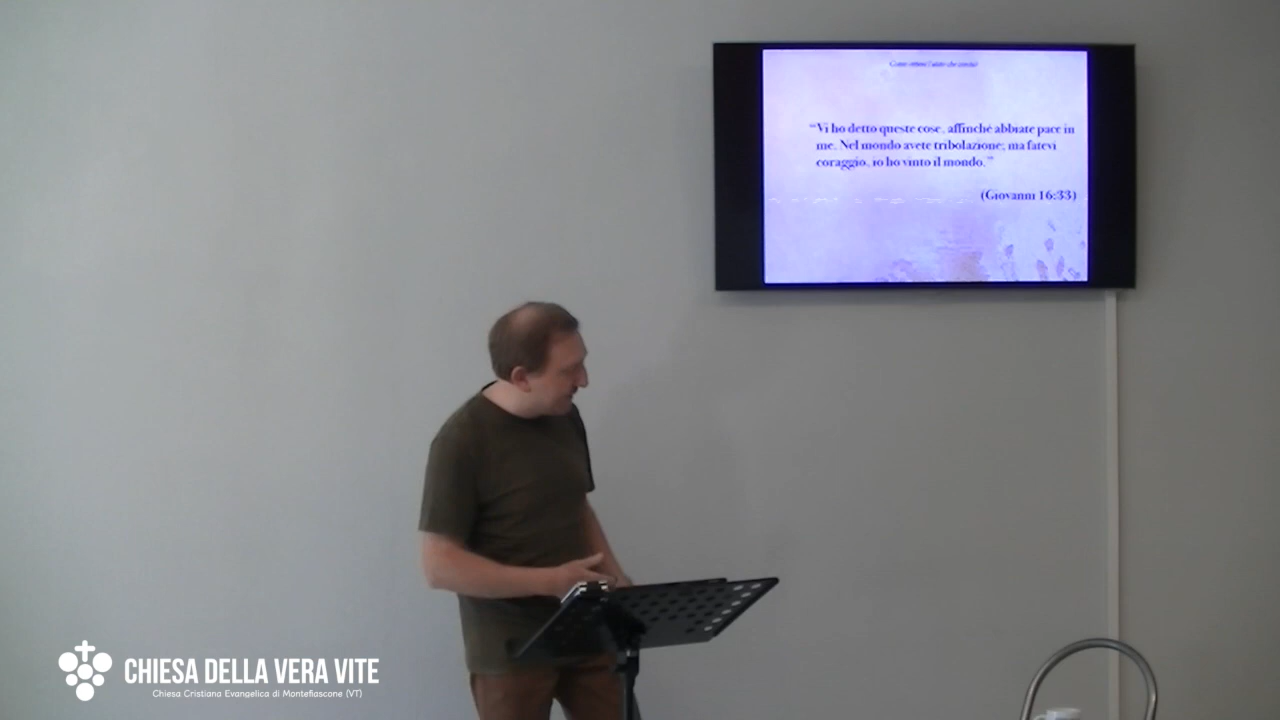 “Vi ho detto queste cose, affinché abbiate pace in
me. Nel mondo avete tribolazione; ma fatevi
coraggio, io ho vinto il mondo.”
(Giovanni 16:33)
CHIESA DELLA VERA VITE
Chiesa Cristiana Evangelica di Montefiascone (VT)